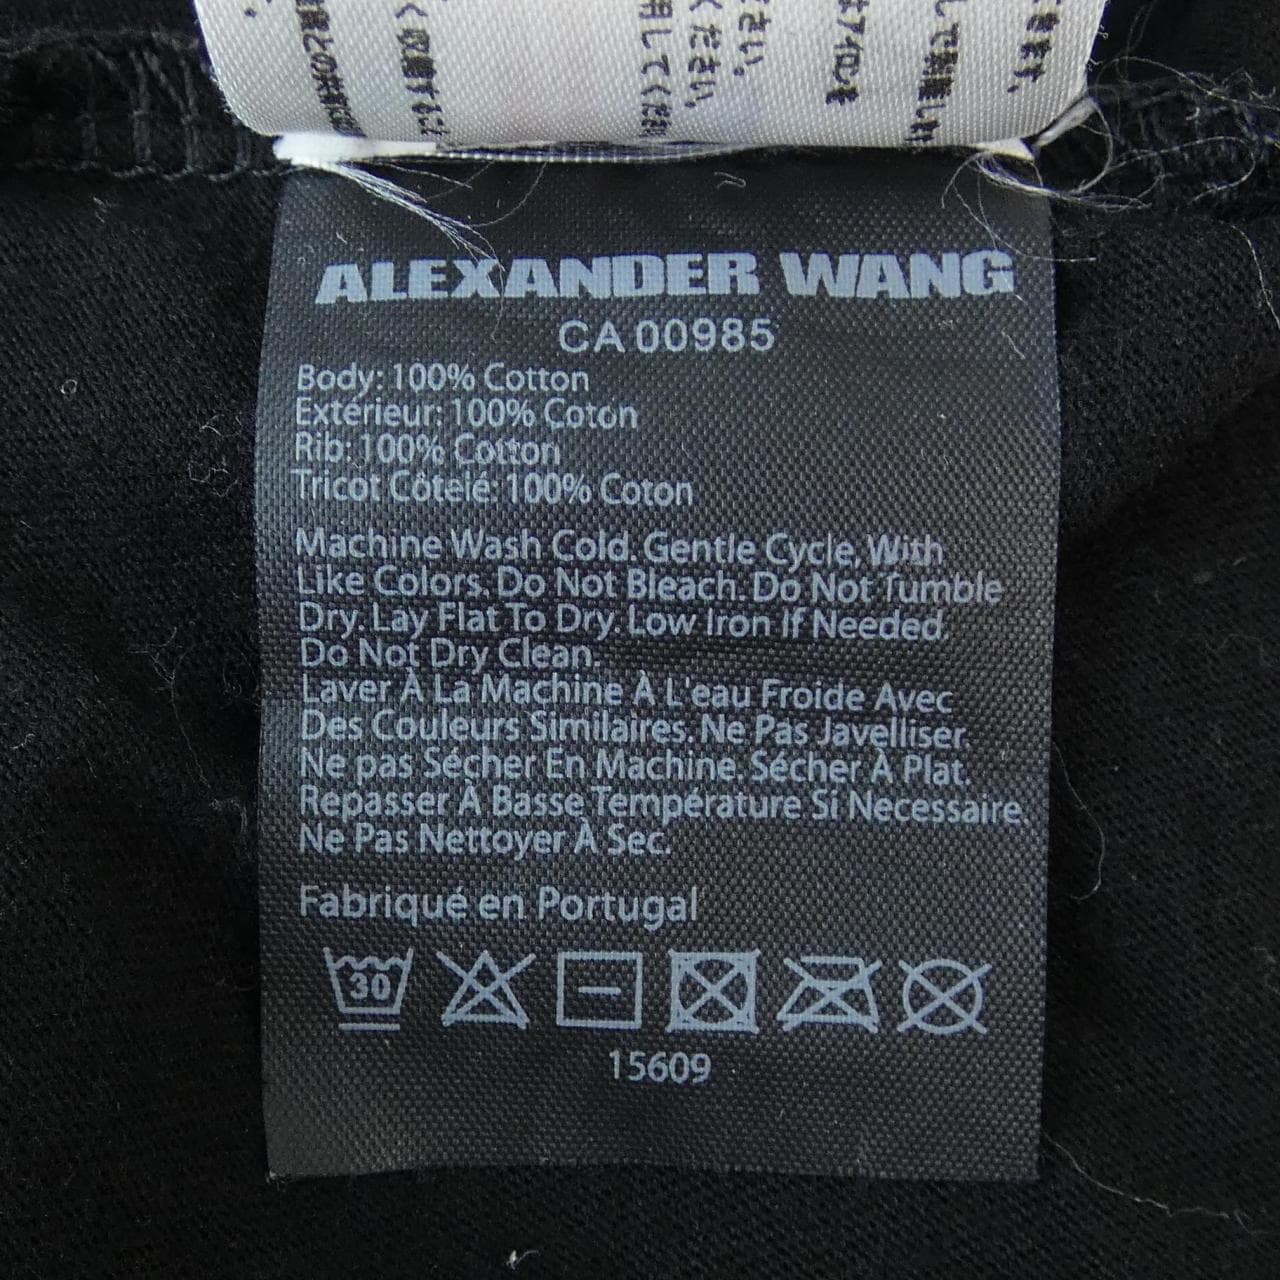 ください。
ALEXANDER WANG
CA 00985
Body: 100% Cotton
Extérieur: 100% Coton
Rib: 100% Cotton
Tricot Côtelé: 100% Coton
Machine Wash Cold. Gentle Cycle, With
Like Colors. Do Not Bleach. Do Not Tumble
Dry. Lay Flat To Dry. Low Iron If Needed.
Do Not Dry Clean.
Laver À La Machine À L'eau Froide Avec
Des Couleurs Similaires. Ne Pas Javelliser.
Ne pas Sécher En Machine. Sécher À Plat.
Repasser À Basse Température Si Necessaire.
Ne Pas Nettoyer À Sec.
Fabriqué en Portugal
30
15609